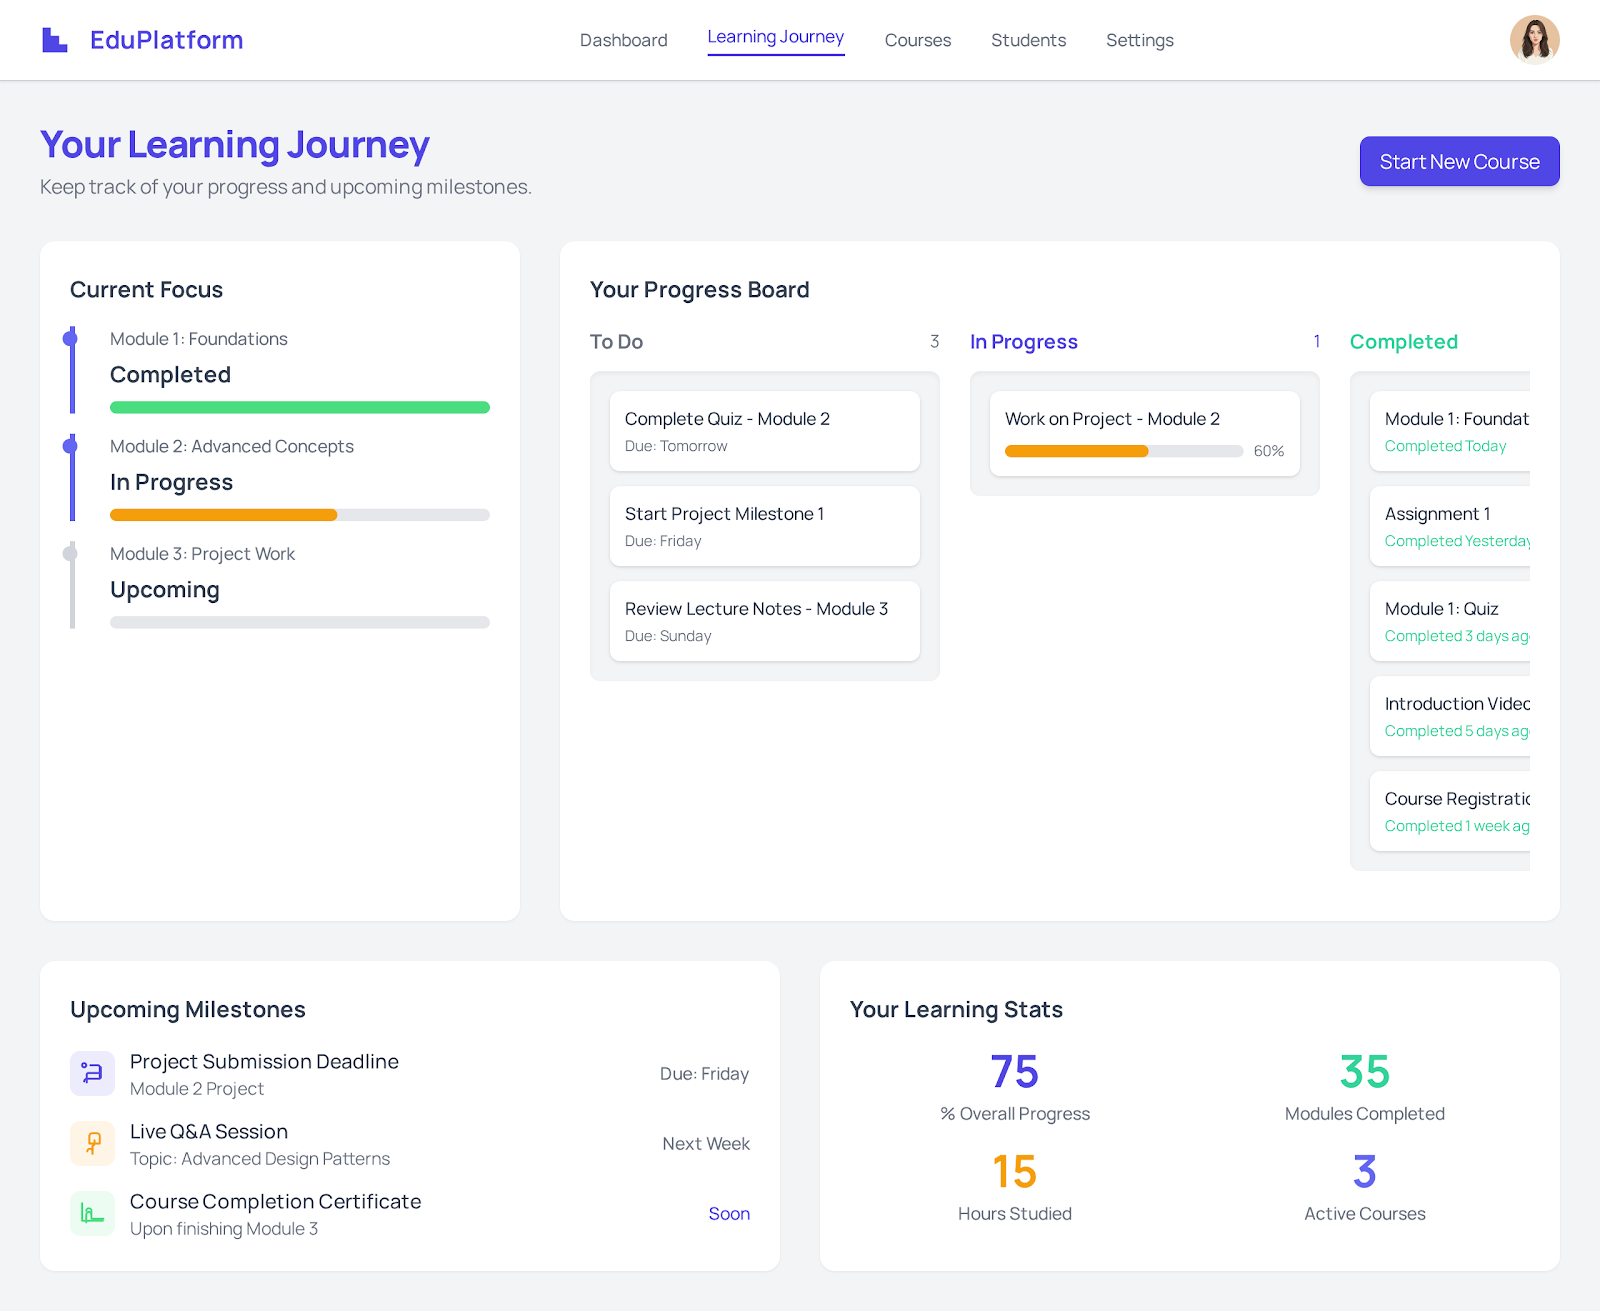 EduPlatform
Dashboard
Learning Journey
Courses
Students
Settings
Your Learning Journey
Keep track of your progress and upcoming milestones.
Start New Course
Current Focus
Module 1: Foundations
Completed
Module 2: Advanced Concepts
In Progress
Module 3: Project Work
Upcoming
Your Progress Board
To Do
3
Complete Quiz - Module 2
Due: Tomorrow
Start Project Milestone 1
Due: Friday
Review Lecture Notes - Module 3
Due: Sunday
In Progress
1
Work on Project - Module 2
60%
Completed
Module 1: Foundat
Completed Today
Assignment 1
Completed Yesterday
Module 1: Quiz
Completed 3 days ag
Introduction Video
Completed 5 days ago
Course Registratio
Completed 1 week ag
Upcoming Milestones
Project Submission Deadline
Module 2 Project
Due: Friday
Live Q&A Session
Topic: Advanced Design Patterns
Next Week
Course Completion Certificate
Upon finishing Module 3
Soon
Your Learning Stats
75
% Overall Progress
35
Modules Completed
15
Hours Studied
3
Active Courses